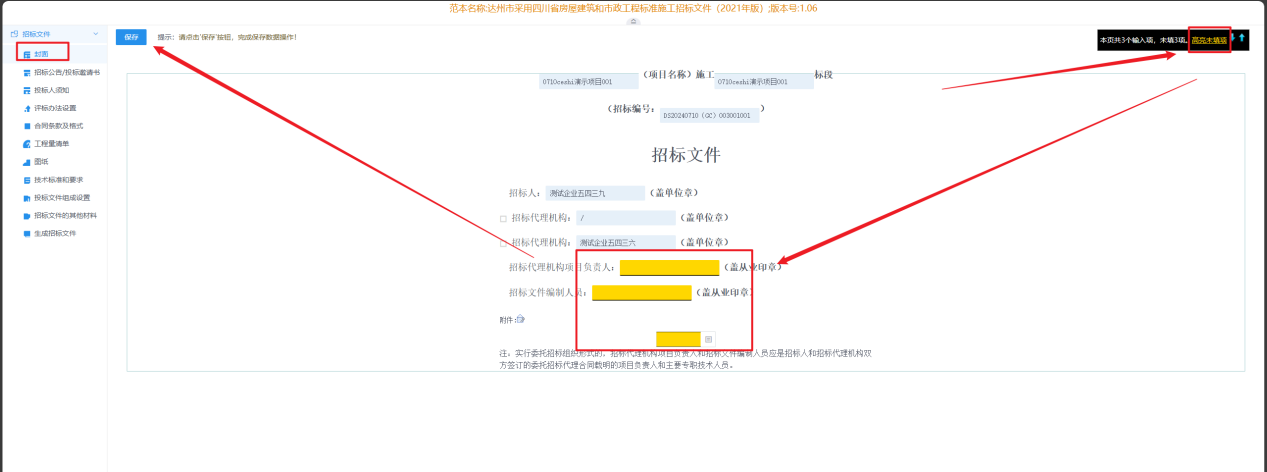 范本名称:达州市采用四川省房屋建筑和市政工程标准施工招标文件（2021年版）;版本号:1.06
招标文件
封面
招标公告/投标邀请书
投标人须知
评标办法设置
合同条款及格式
工程量清单
图纸
技术标准和要求
投标文件组成设置
招标文件的其他材料
生成招标文件
保存 提示：请点击'保存'按钮，完成保存数据操作！
本页共3个输入项，未填3项。高亮未填项
0710ceshi演示项目001 （项目名称）施工 0710ceshi演示项目001 标段
（招标编号： DS20240710（GC）003001001 ）
招标文件
招标人： 测试企业五四三九 （盖单位章）
招标代理机构： / （盖单位章）
招标代理机构： 测试企业五四三六 （盖单位章）
招标代理机构项目负责人： （盖从业印章）
招标文件编制人员： （盖从业印章）
附件:
注：实行委托招标组织形式的，招标代理机构项目负责人和招标文件编制人员应是招标人和招标代理机构双
方签订的委托招标代理合同载明的项目负责人和主要专职技术人员。